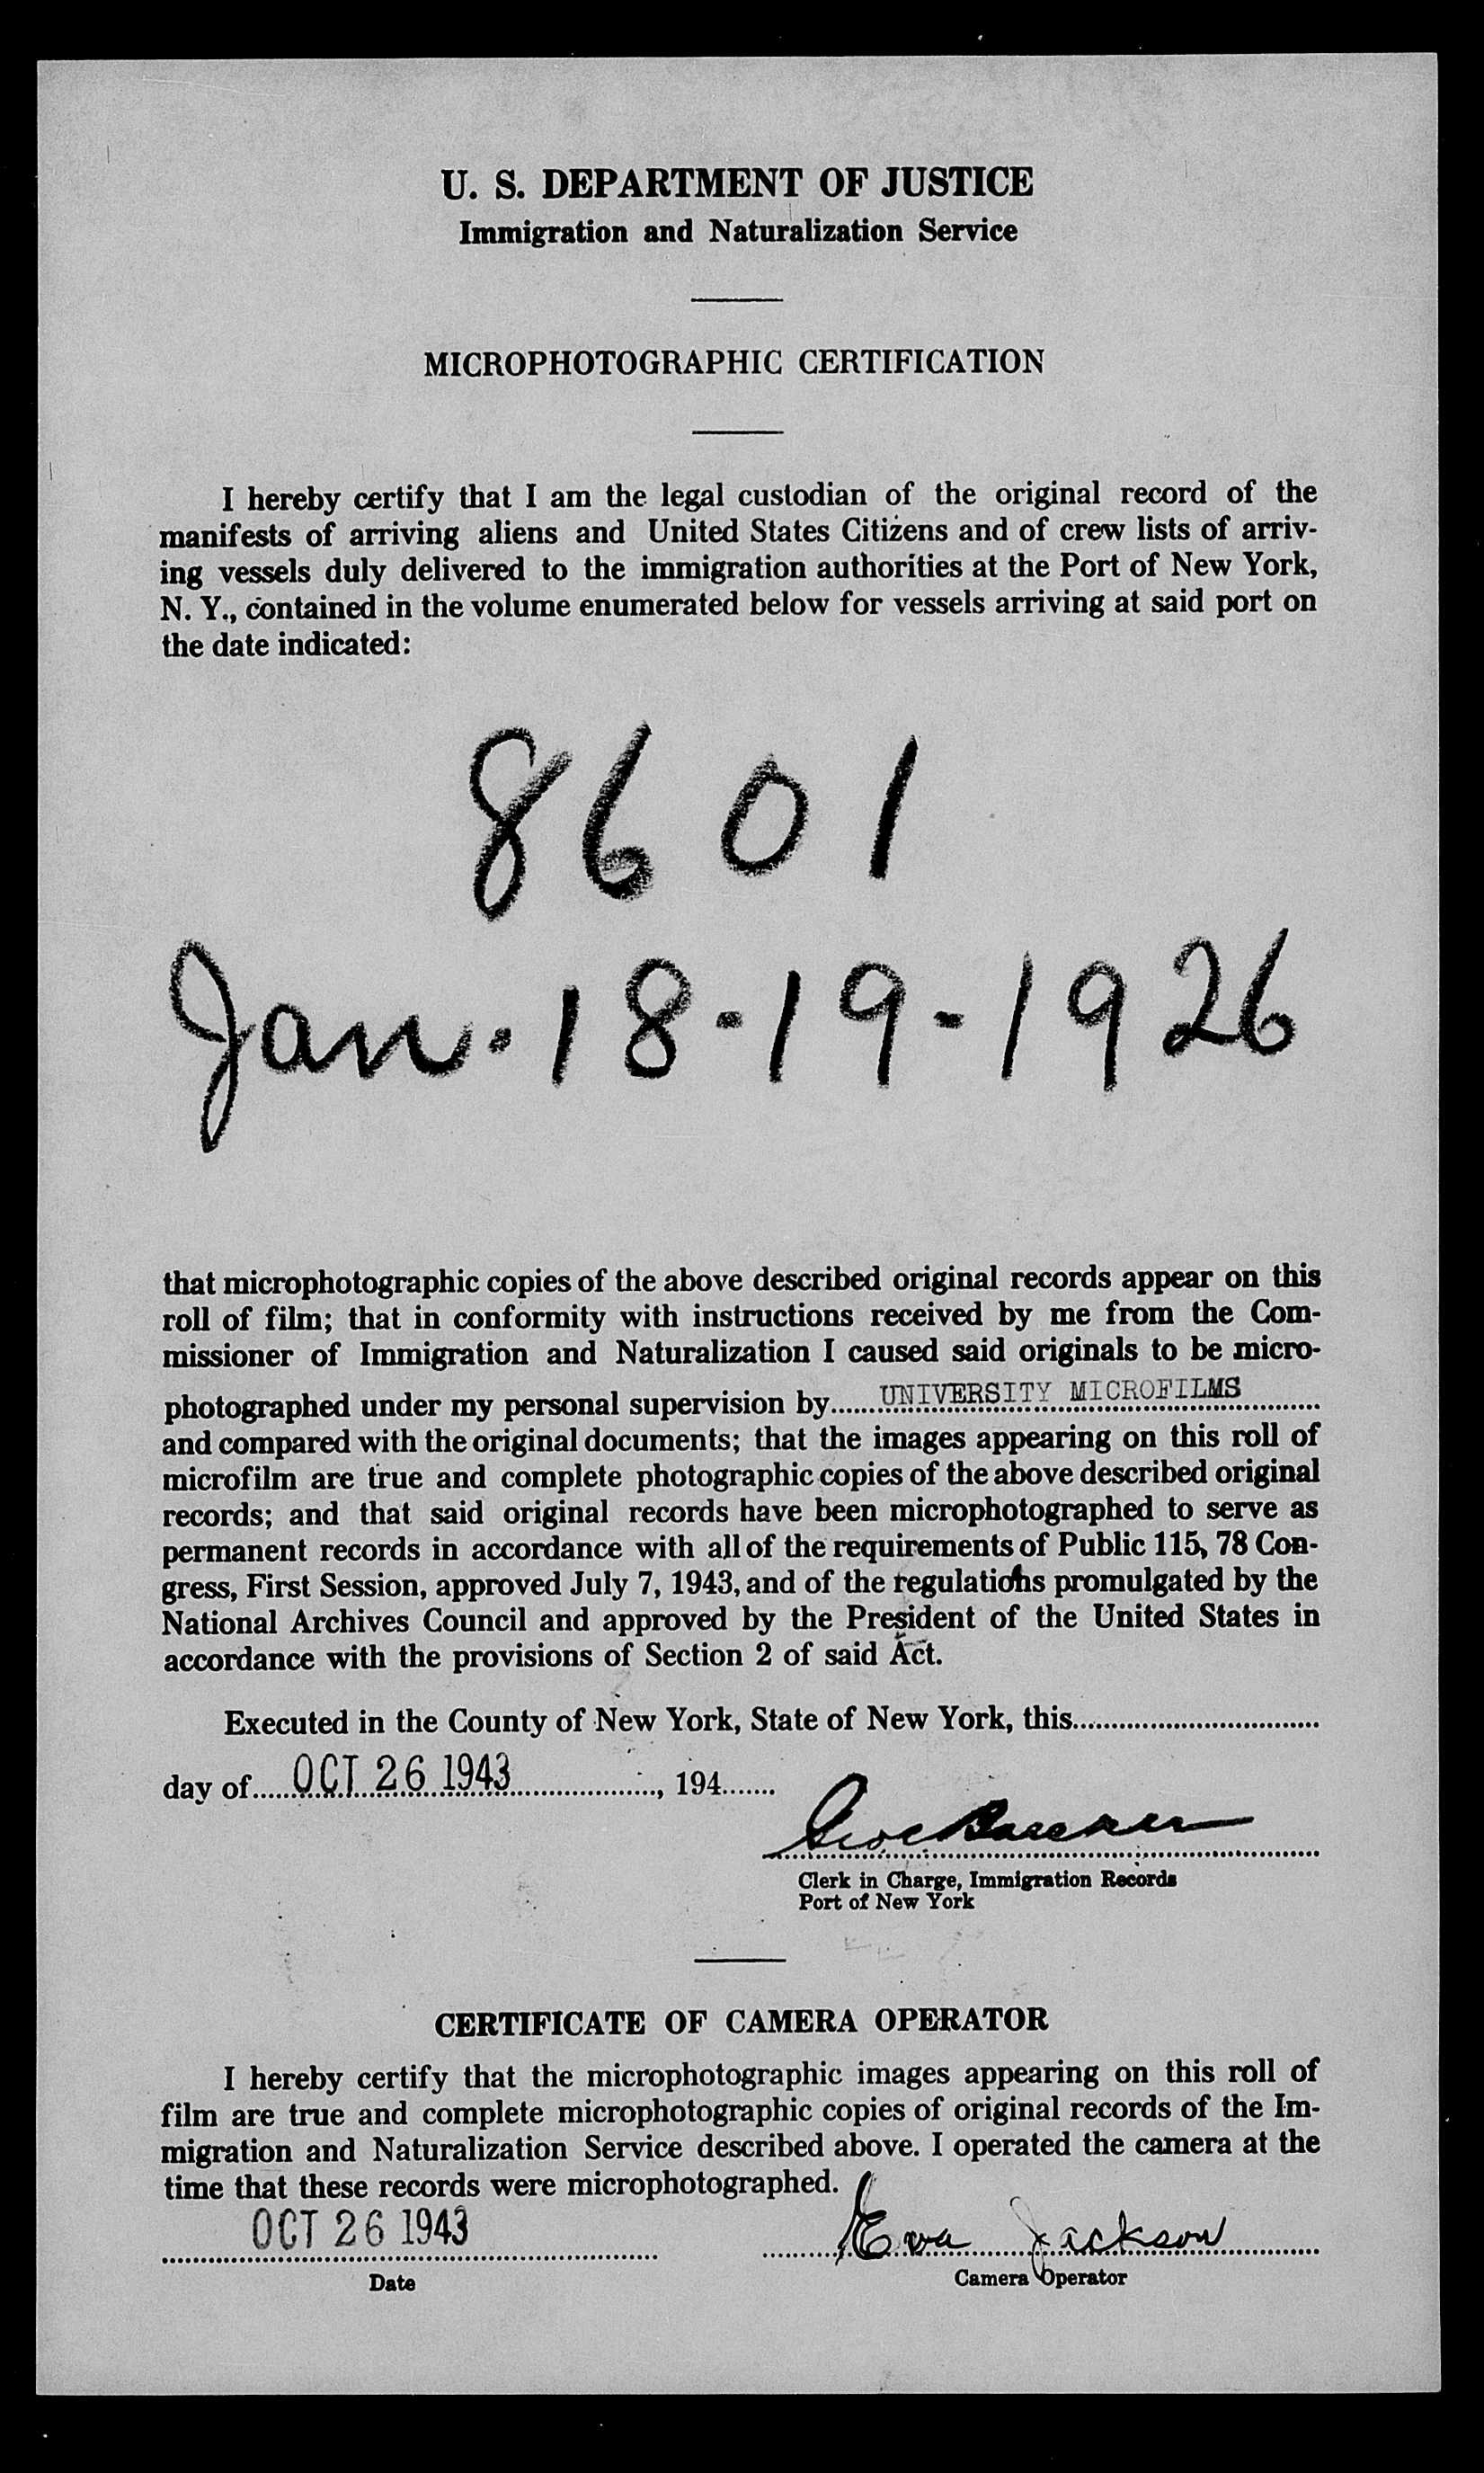 U. S. DEPARTMENT OF JUSTICE
Immigration and Naturalization Service
MICROPHOTOGRAPHIC CERTIFICATION
I hereby certify that I am the legal custodian of the original record of the
manifests of arriving aliens and United States Citizens and of crew lists of arriv-
ing vessels duly delivered to the immigration authorities at the Port of New York,
N. Y., contained in the volume enumerated below for vessels arriving at said port on
the date indicated:
8601
Jan. 18-19-1926
that microphotographic copies of the above described original records appear on this
roll of film; that in conformity with instructions received by me from the Com-
missioner of Immigration and Naturalization I caused said originals to be micro-
photographed under my personal supervision by......UNIVERSITY MICROFILMS
and compared with the original documents; that the images appearing on this roll of
microfilm are true and complete photographic copies of the above described original
records; and that said original records have been microphotographed to serve as
permanent records in accordance with all of the requirements of Public 115, 78 Con-
gress, First Session, approved July 7, 1943, and of the regulations promulgated by the
National Archives Council and approved by the President of the United States in
accordance with the provisions of Section 2 of said Act.
Executed in the County of New York, State of New York, this................................
day of......OCT 26 1943......................, 194.......
Clerk in Charge, Immigration Records
Port of New York
CERTIFICATE OF CAMERA OPERATOR
I hereby certify that the microphotographic images appearing on this roll of
film are true and complete microphotographic copies of original records of the Im-
migration and Naturalization Service described above. I operated the camera at the
time that these records were microphotographed.
OCT 26 1943 Eva Jackson
Date Camera Operator